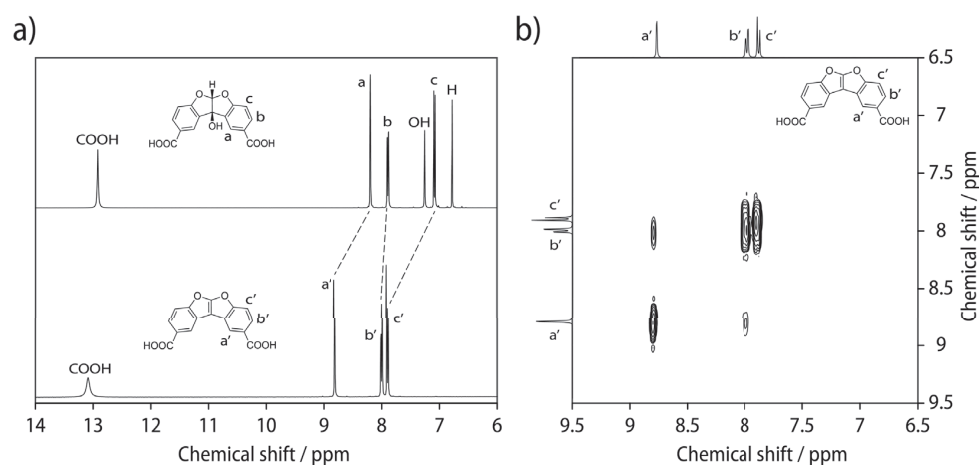 a)
COOH
a
b
OH
c
H
H
O
O
OH
c
b
a
HOOC
COOH
COOH
a′
b′
c′
O
O
c′
b′
a′
HOOC
COOH
14 13 12 11 10 9 8 7 6
Chemical shift / ppm
b)
a′
b′
c′
O
O
c′
b′
a′
HOOC
COOH
c′
b′
a′
6.5
7
7.5
8
8.5
9
9.5
Chemical shift / ppm
9.5 9 8.5 8 7.5 7 6.5
Chemical shift / ppm